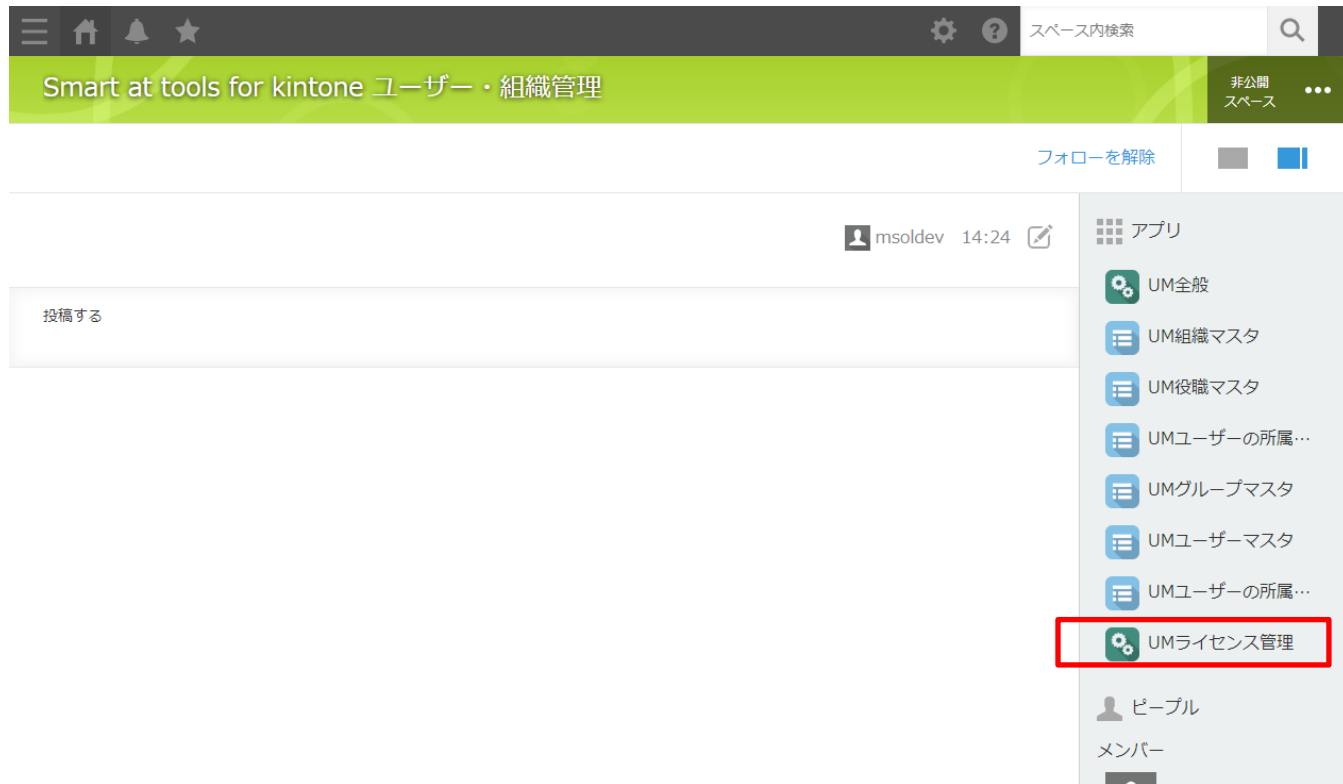 スペース内検索
Smart at tools for kintone ユーザー・組織管理
非公開
スペース
フォローを解除
msoldev 14:24
アプリ
UM全般
UM組織マスタ
UM役職マスタ
UMユーザーの所属…
UMグループマスタ
UMユーザーマスタ
UMユーザーの所属…
UMライセンス管理
投稿する
ピープル
メンバー